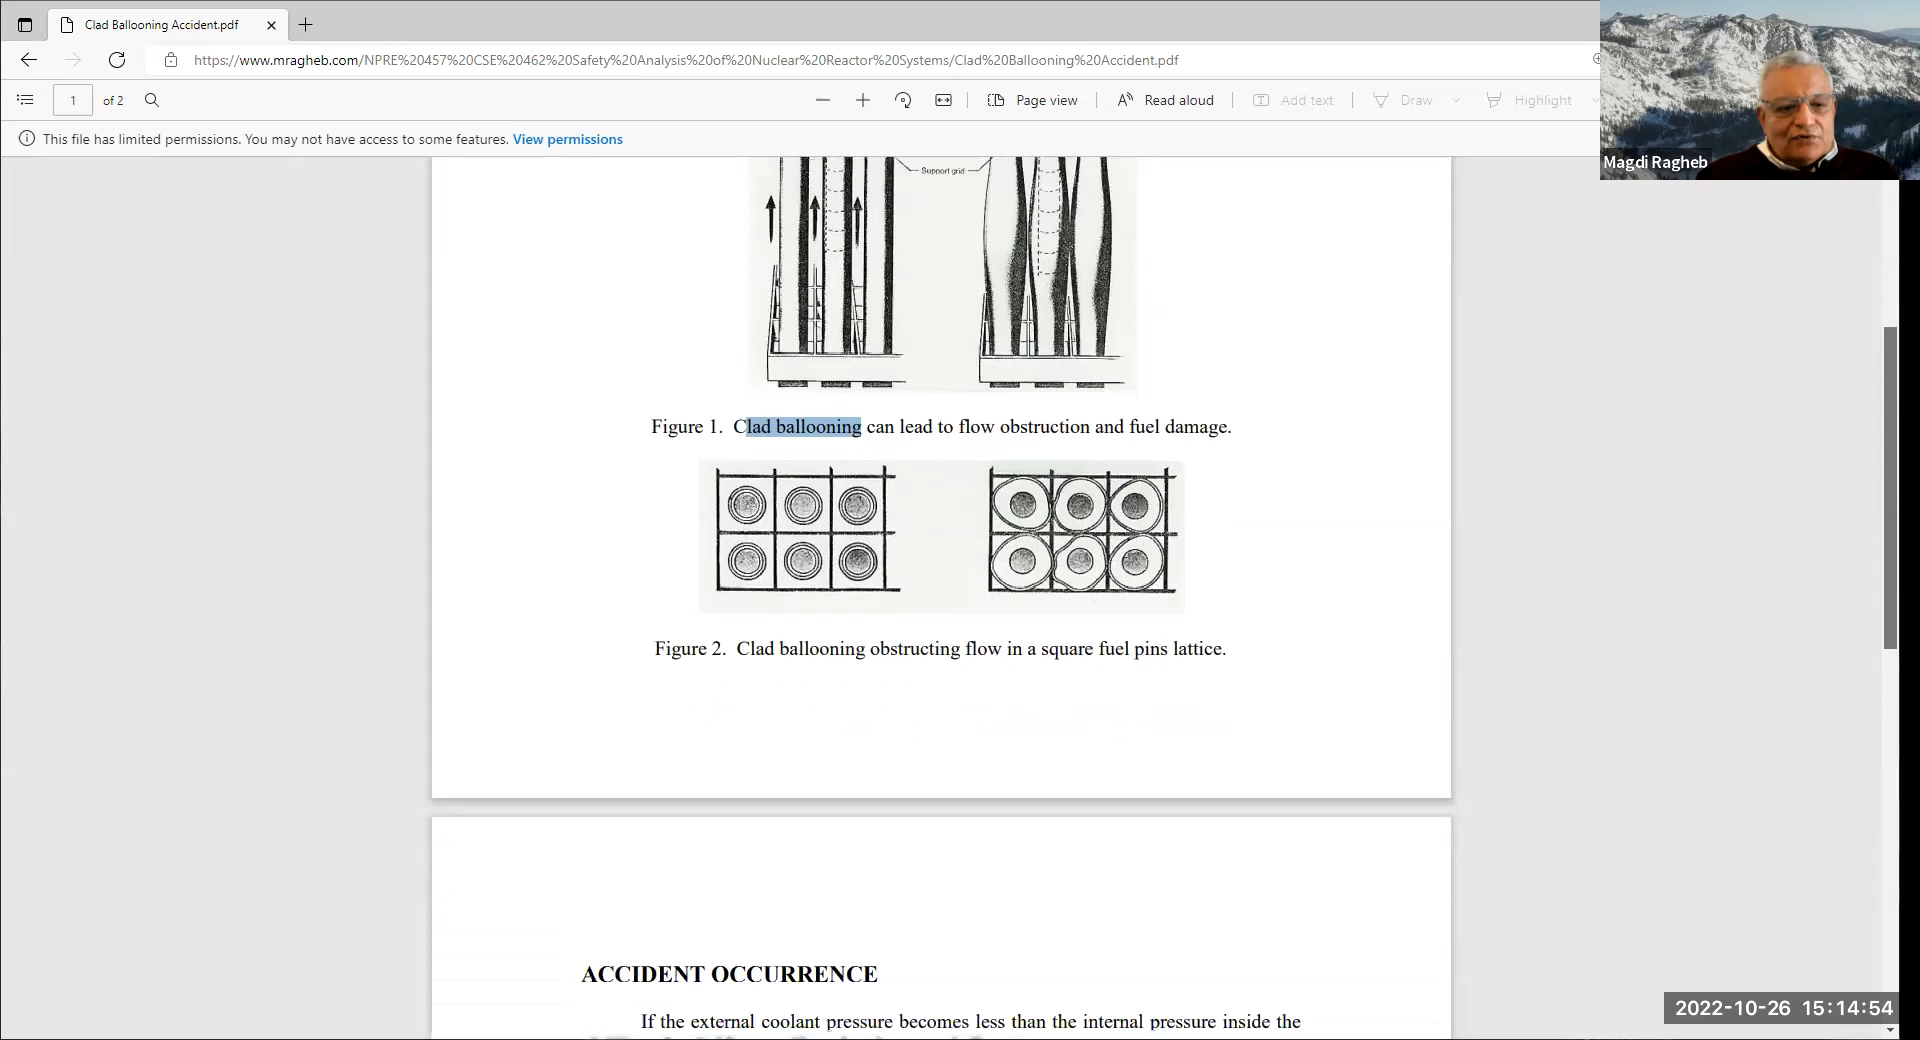 Clad Ballooning Accident.pdf
https://www.mragheb.com/NPRE%20457%20CSE%20462%20Safety%20Analysis%20of%20Nuclear%20Reactor%20Systems/Clad%20Ballooning%20Accident.pdf
1 of 2 Page view Read aloud Add text Draw Highlight
This file has limited permissions. You may not have access to some features. View permissions
Magdi Ragheb
Support grid
Figure 1. Clad ballooning can lead to flow obstruction and fuel damage.
Figure 2. Clad ballooning obstructing flow in a square fuel pins lattice.
ACCIDENT OCCURRENCE
If the external coolant pressure becomes less than the internal pressure inside the
2022-10-26 15:14:54